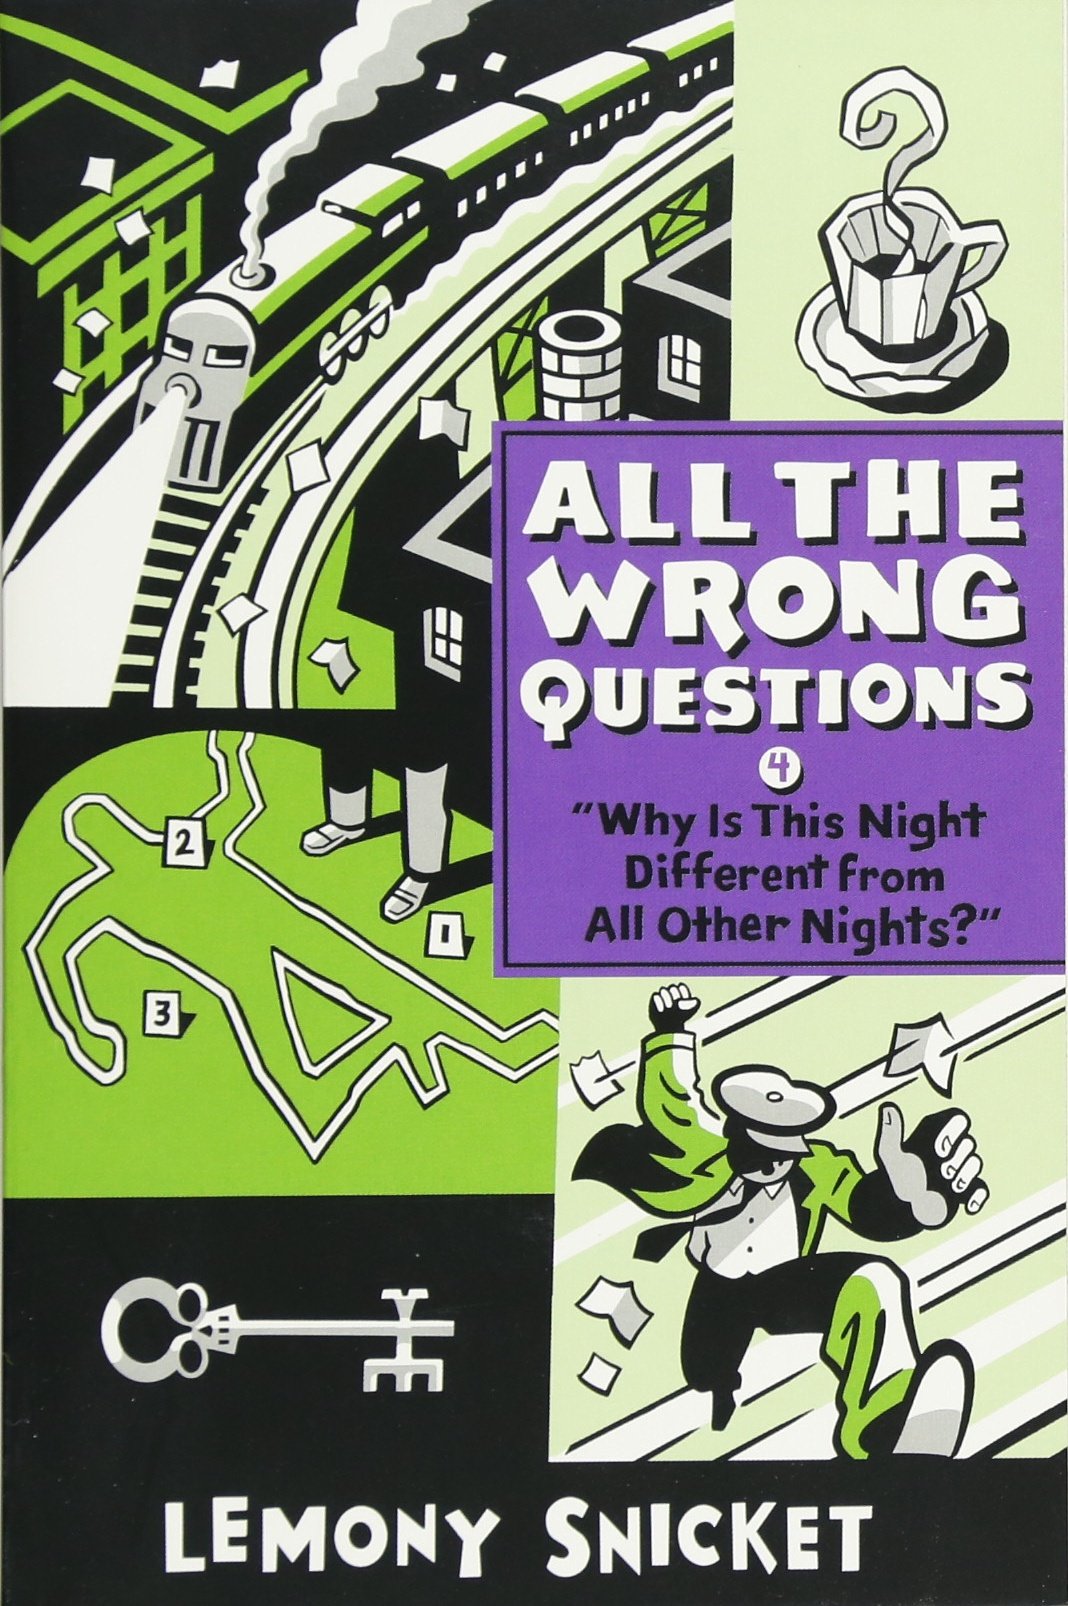 ALL THE
WRONG
QUESTIONS
4
"Why Is This Night
Different from
All Other Nights?"
2
1
3
LEMONY SNICKET